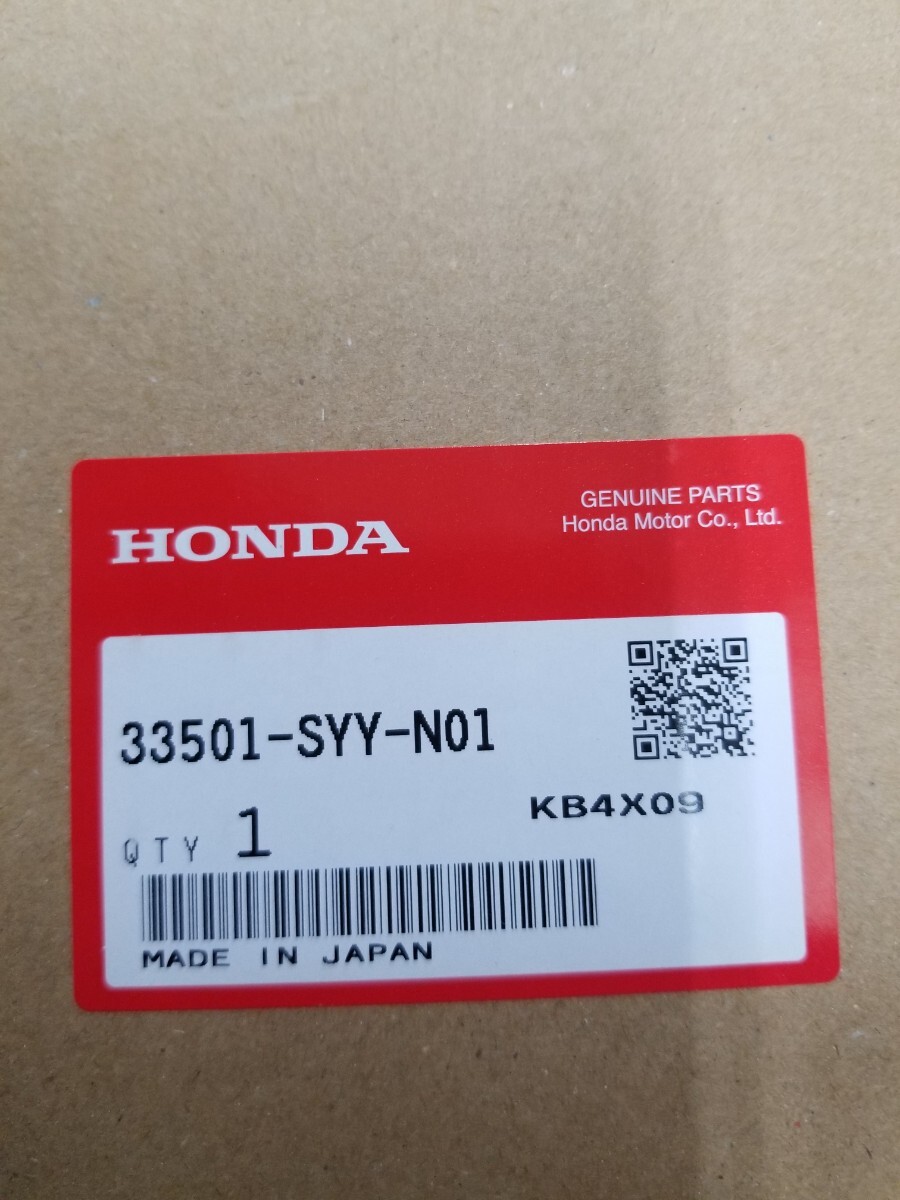 HONDA
GENUINE PARTS
Honda Motor Co., Ltd.
33501-SYY-N01
KB4X09
QTY 1
MADE IN JAPAN